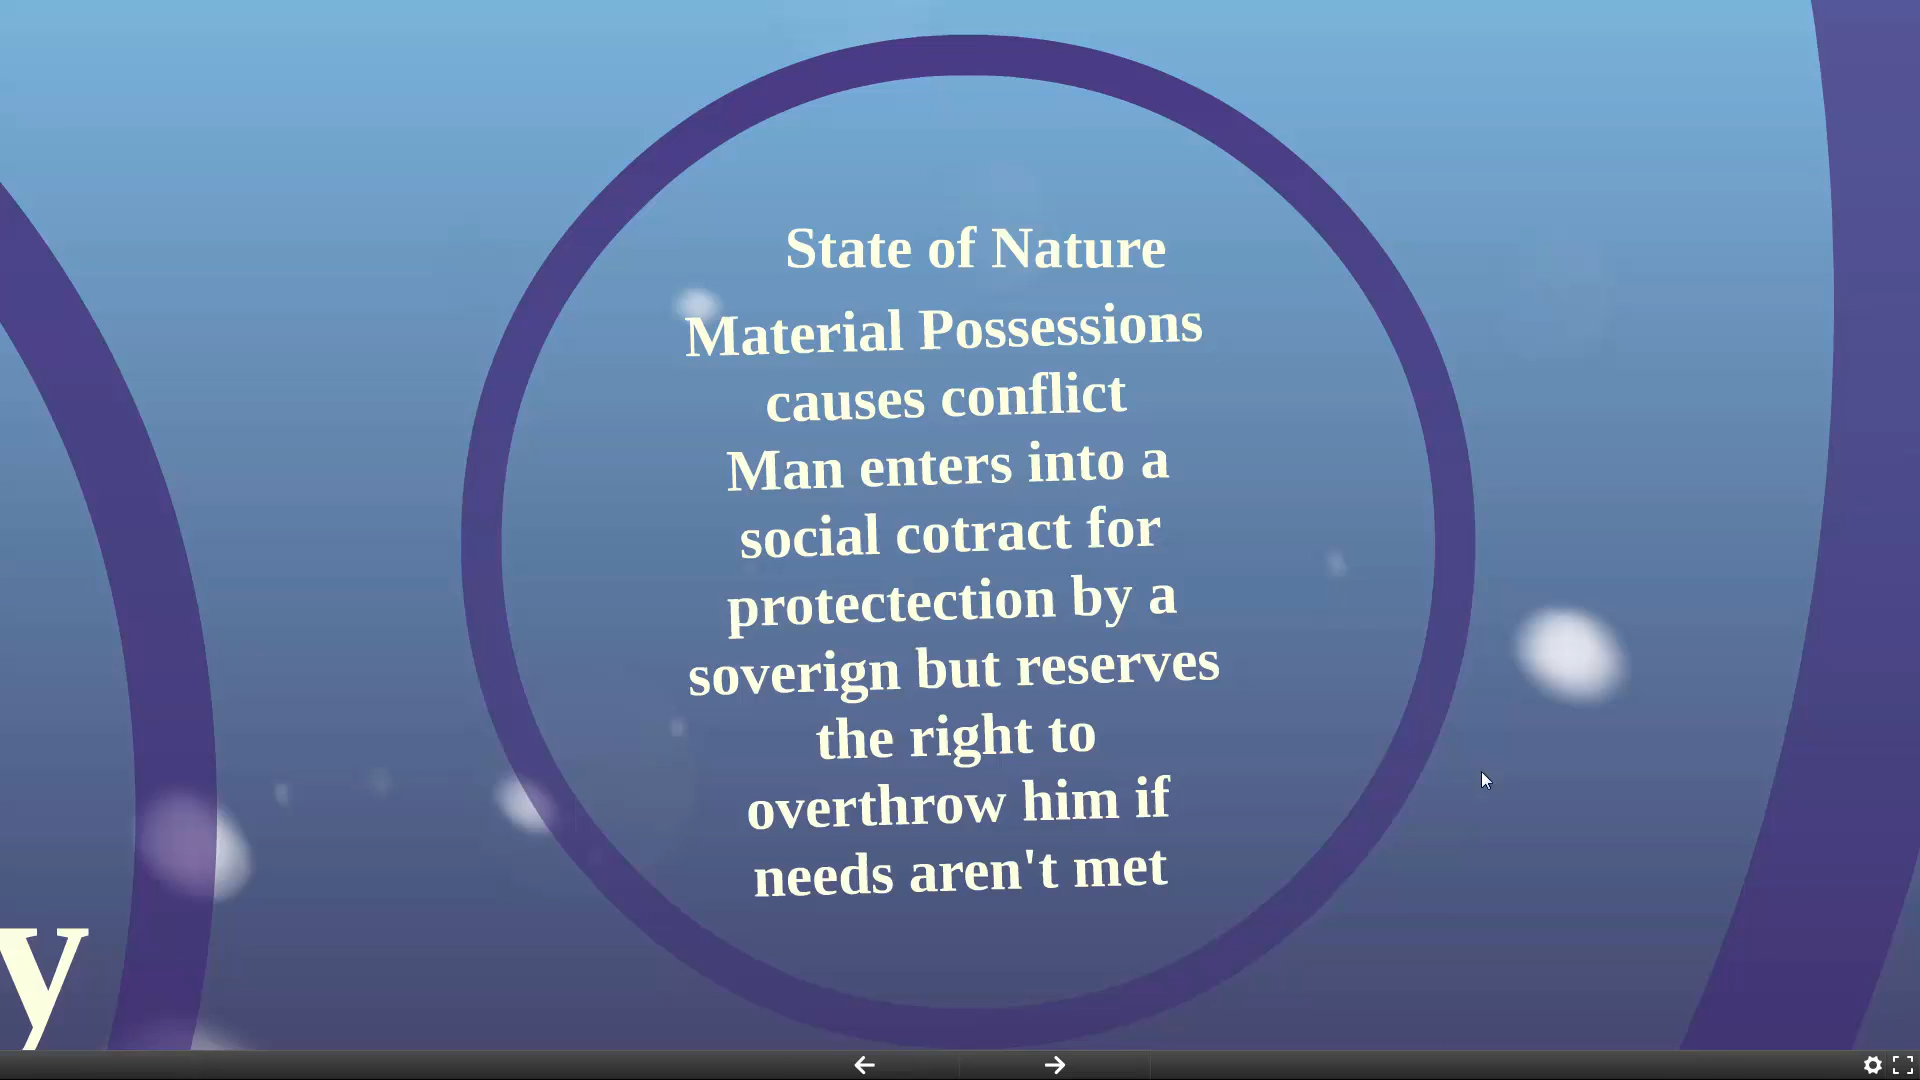 State of Nature
Material Possessions
causes conflict
Man enters into a
social cotract for
protectection by a
soverign but reserves
the right to
overthrow him if
needs aren't met
y